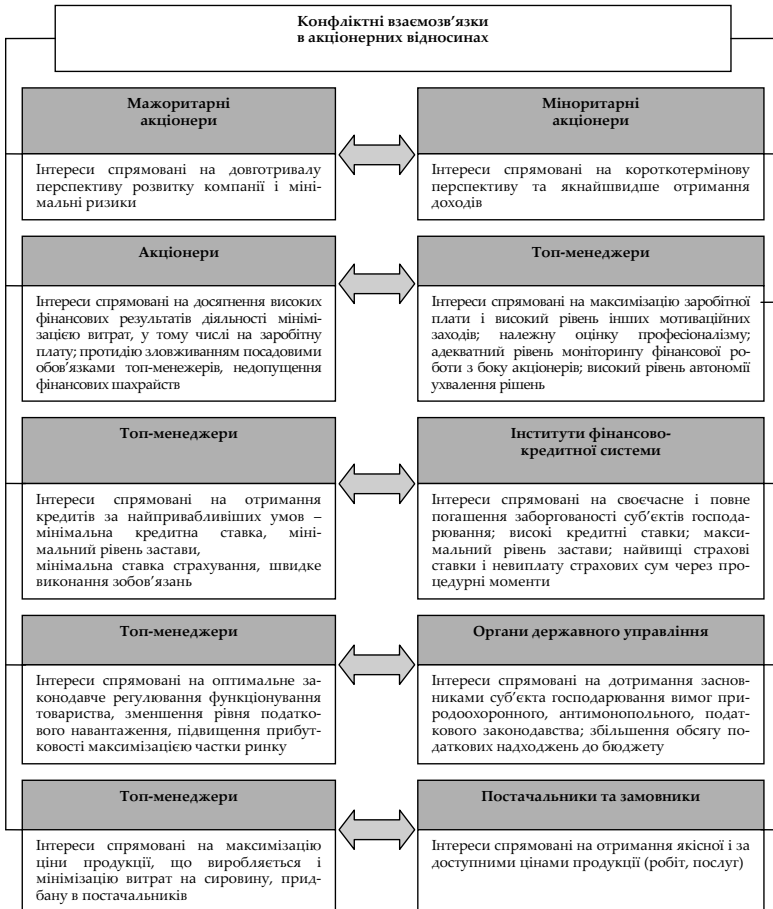 Конфліктні взаємозв’язки
в акціонерних відносинах
Мажоритарні
акціонери
Інтереси спрямовані на довготривалу
перспективу розвитку компанії і міні-
мальні ризики
Міноритарні
акціонери
Інтереси спрямовані на короткотермінову
перспективу та якнайшвидше отримання
доходів
Акціонери
Інтереси спрямовані на досягнення високих
фінансових результатів діяльності мінімі-
зацією витрат, у тому числі на заробітну
плату; протидію зловживанням посадовими
обов’язками топ-менежерів, недопущення
фінансових шахрайств
Топ-менеджери
Інтереси спрямовані на максимізацію заробітної
плати і високий рівень інших мотиваційних
заходів; належну оцінку професіоналізму;
адекватний рівень моніторингу фінансової ро-
боти з боку акціонерів; високий рівень автономії
ухвалення рішень
Топ-менеджери
Інтереси спрямовані на отримання
кредитів за найпривабливіших умов –
мінімальна кредитна ставка, міні-
мальний рівень застави,
мінімальна ставка страхування, швидке
виконання зобов’язань
Інститути фінансово-
кредитної системи
Інтереси спрямовані на своєчасне і повне
погашення заборгованості суб’єктів господа-
рювання; високі кредитні ставки; макси-
мальний рівень застави; найвищі страхові
ставки і невиплату страхових сум через про-
цедурні моменти
Топ-менеджери
Інтереси спрямовані на оптимальне за-
конодавче регулювання функціонування
товариства, зменшення рівня податко-
вого навантаження, підвищення прибут-
ковості максимізацією частки ринку
Органи державного управління
Інтереси спрямовані на дотримання заснов-
никами суб’єкта господарювання вимог при-
родоохоронного, антимонопольного, подат-
кового законодавства; збільшення обсягу по-
даткових надходжень до бюджету
Топ-менеджери
Інтереси спрямовані на максимізацію
ціни продукції, що виробляється і
мінімізацію витрат на сировину, прид-
бану в постачальників
Постачальники та замовники
Інтереси спрямовані на отримання якісної і за
доступними цінами продукції (робіт, послуг)